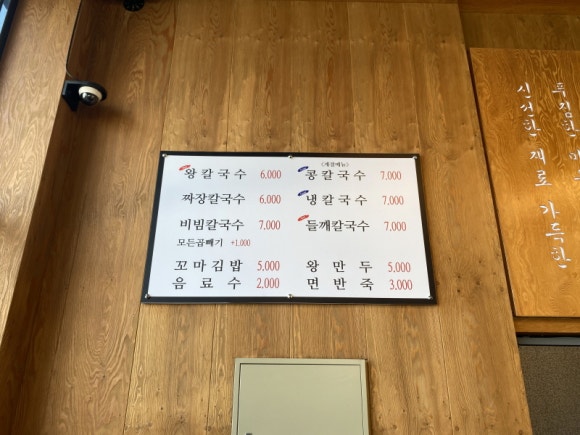 왕칼국수 6,000
짜장칼국수 6,000
비빔칼국수 7,000
모든곱빼기 +1,000
꼬마김밥 5,000
음료수 2,000
<계절메뉴>
콩칼국수 7,000
냉칼국수 7,000
들깨칼국수 7,000
왕만두 5,000
면반죽 3,000
신선한 재료 가득한